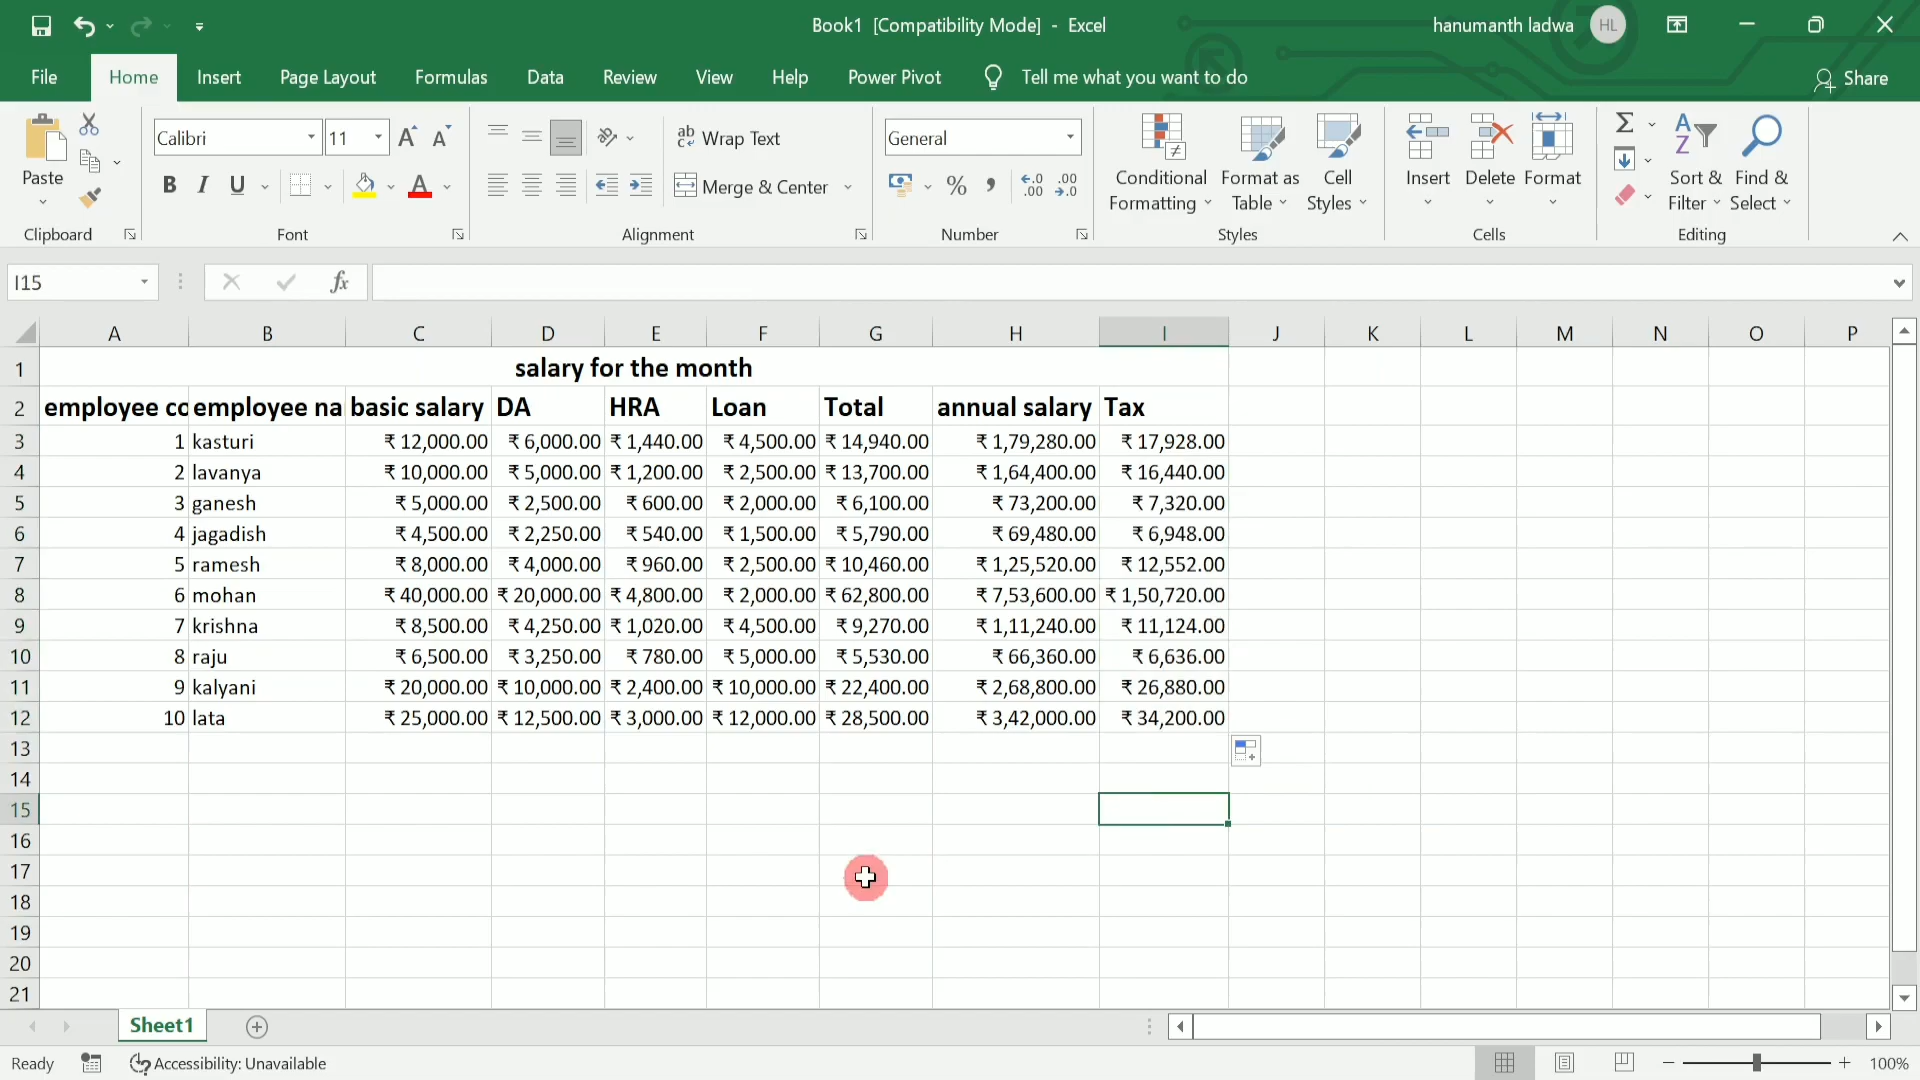 Book1 [Compatibility Mode] - Excel
hanumanth ladwa HL
File Home Insert Page Layout Formulas Data Review View Help Power Pivot Tell me what you want to do Share
Paste
Calibri 11 A A
B I U A
ab Wrap Text
Merge & Center
General
% , .0 .00 .00 .0
Conditional Formatting
Format as Table
Cell Styles
Insert Delete Format
Σ
A Z
Sort & Filter
Find & Select
Clipboard Font Alignment Number Styles Cells Editing
I15 fx
A B C D E F G H I J K L M N O P
1 salary for the month
2 employee co employee na basic salary DA HRA Loan Total annual salary Tax
3 1 kasturi ₹ 12,000.00 ₹ 6,000.00 ₹ 1,440.00 ₹ 4,500.00 ₹ 14,940.00 ₹ 1,79,280.00 ₹ 17,928.00
4 2 lavanya ₹ 10,000.00 ₹ 5,000.00 ₹ 1,200.00 ₹ 2,500.00 ₹ 13,700.00 ₹ 1,64,400.00 ₹ 16,440.00
5 3 ganesh ₹ 5,000.00 ₹ 2,500.00 ₹ 600.00 ₹ 2,000.00 ₹ 6,100.00 ₹ 73,200.00 ₹ 7,320.00
6 4 jagadish ₹ 4,500.00 ₹ 2,250.00 ₹ 540.00 ₹ 1,500.00 ₹ 5,790.00 ₹ 69,480.00 ₹ 6,948.00
7 5 ramesh ₹ 8,000.00 ₹ 4,000.00 ₹ 960.00 ₹ 2,500.00 ₹ 10,460.00 ₹ 1,25,520.00 ₹ 12,552.00
8 6 mohan ₹ 40,000.00 ₹ 20,000.00 ₹ 4,800.00 ₹ 2,000.00 ₹ 62,800.00 ₹ 7,53,600.00 ₹ 1,50,720.00
9 7 krishna ₹ 8,500.00 ₹ 4,250.00 ₹ 1,020.00 ₹ 4,500.00 ₹ 9,270.00 ₹ 1,11,240.00 ₹ 11,124.00
10 8 raju ₹ 6,500.00 ₹ 3,250.00 ₹ 780.00 ₹ 5,000.00 ₹ 5,530.00 ₹ 66,360.00 ₹ 6,636.00
11 9 kalyani ₹ 20,000.00 ₹ 10,000.00 ₹ 2,400.00 ₹ 10,000.00 ₹ 22,400.00 ₹ 2,68,800.00 ₹ 26,880.00
12 10 lata ₹ 25,000.00 ₹ 12,500.00 ₹ 3,000.00 ₹ 12,000.00 ₹ 28,500.00 ₹ 3,42,000.00 ₹ 34,200.00
13
14
15
16
17
18
19
20
21
Sheet1
Ready Accessibility: Unavailable 100%